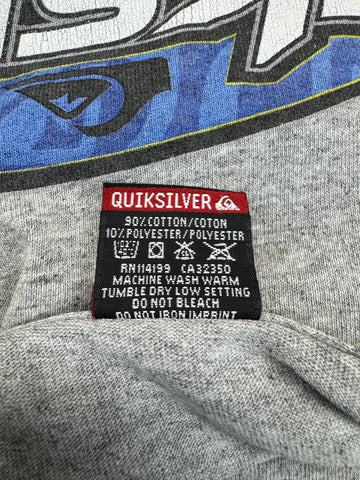 QUIKSILVER
90% COTTON/COTON
10% POLYESTER/POLYESTER
RN114199 CA32350
MACHINE WASH WARM
TUMBLE DRY LOW SETTING
DO NOT BLEACH
DO NOT IRON IMPRINT